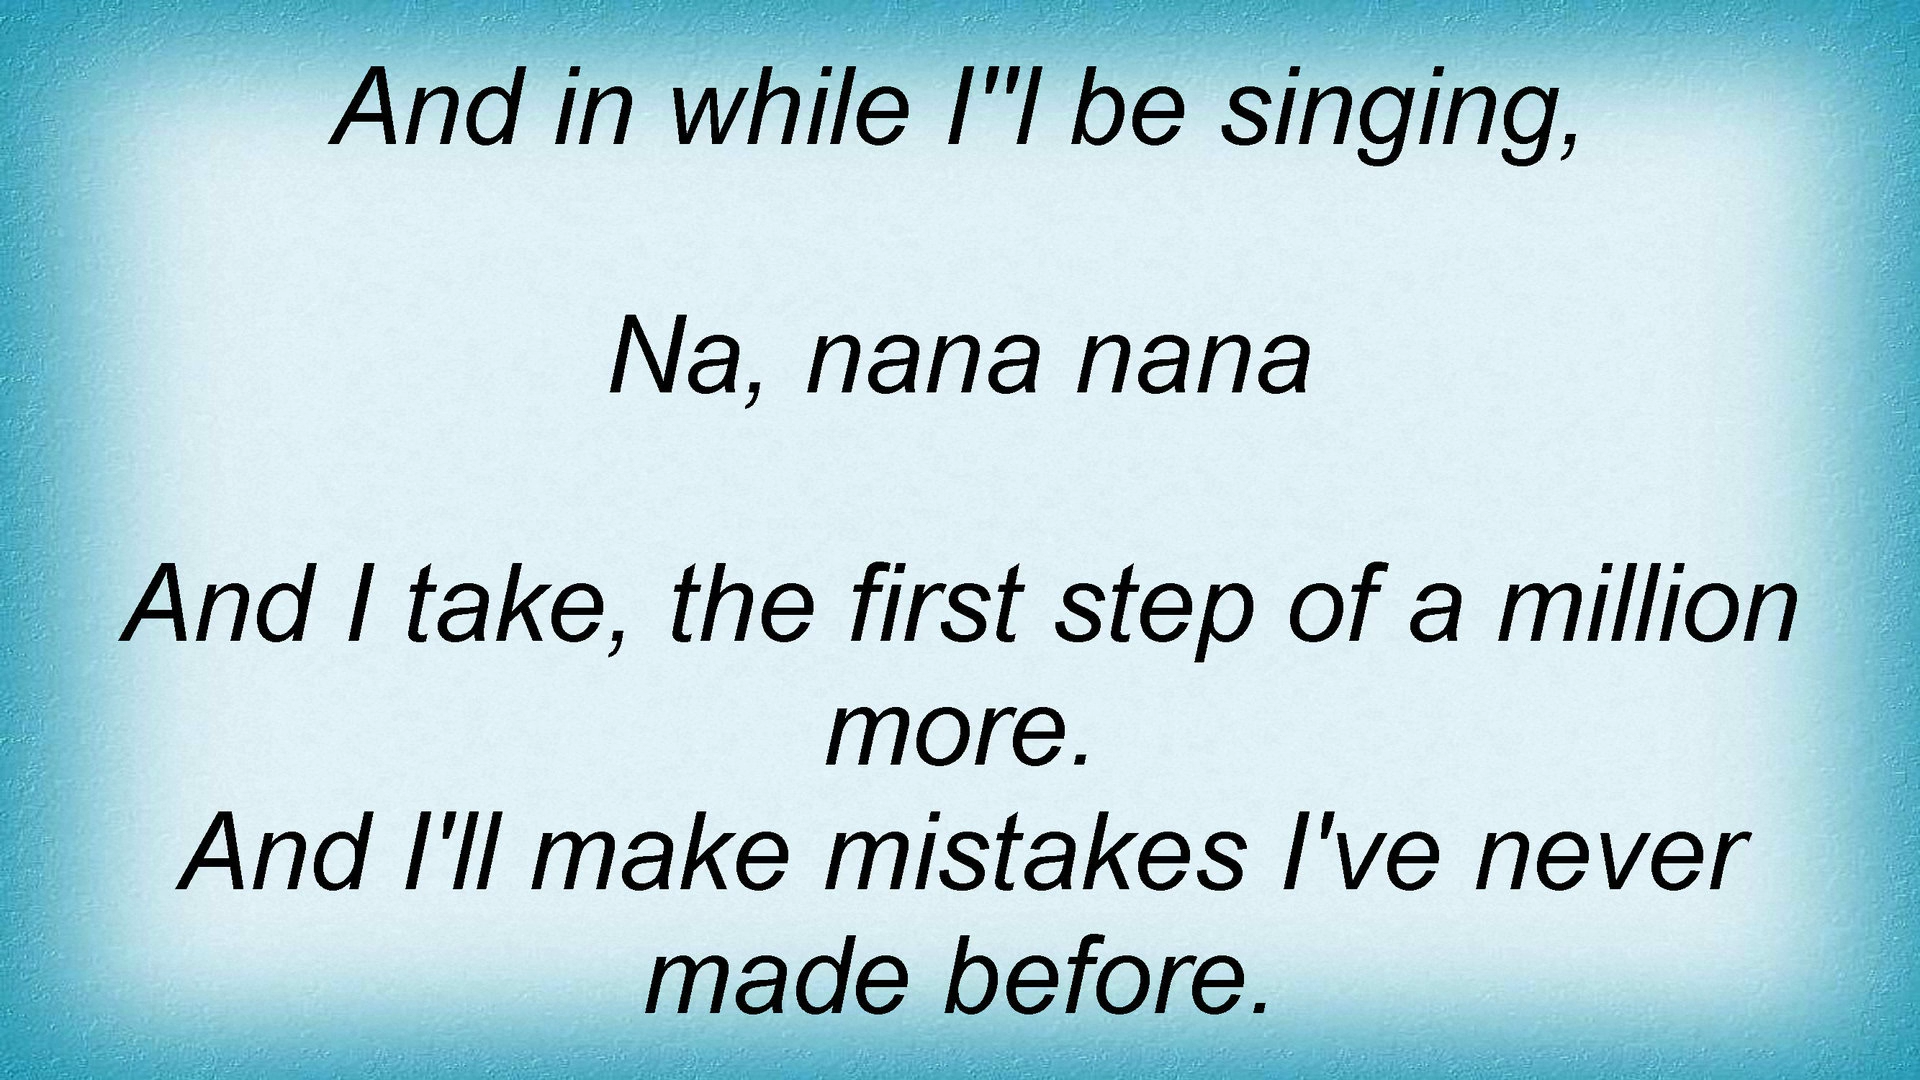 And in while I"l be singing,
Na, nana nana
And I take, the first step of a million
more.
And I'll make mistakes I've never
made before.